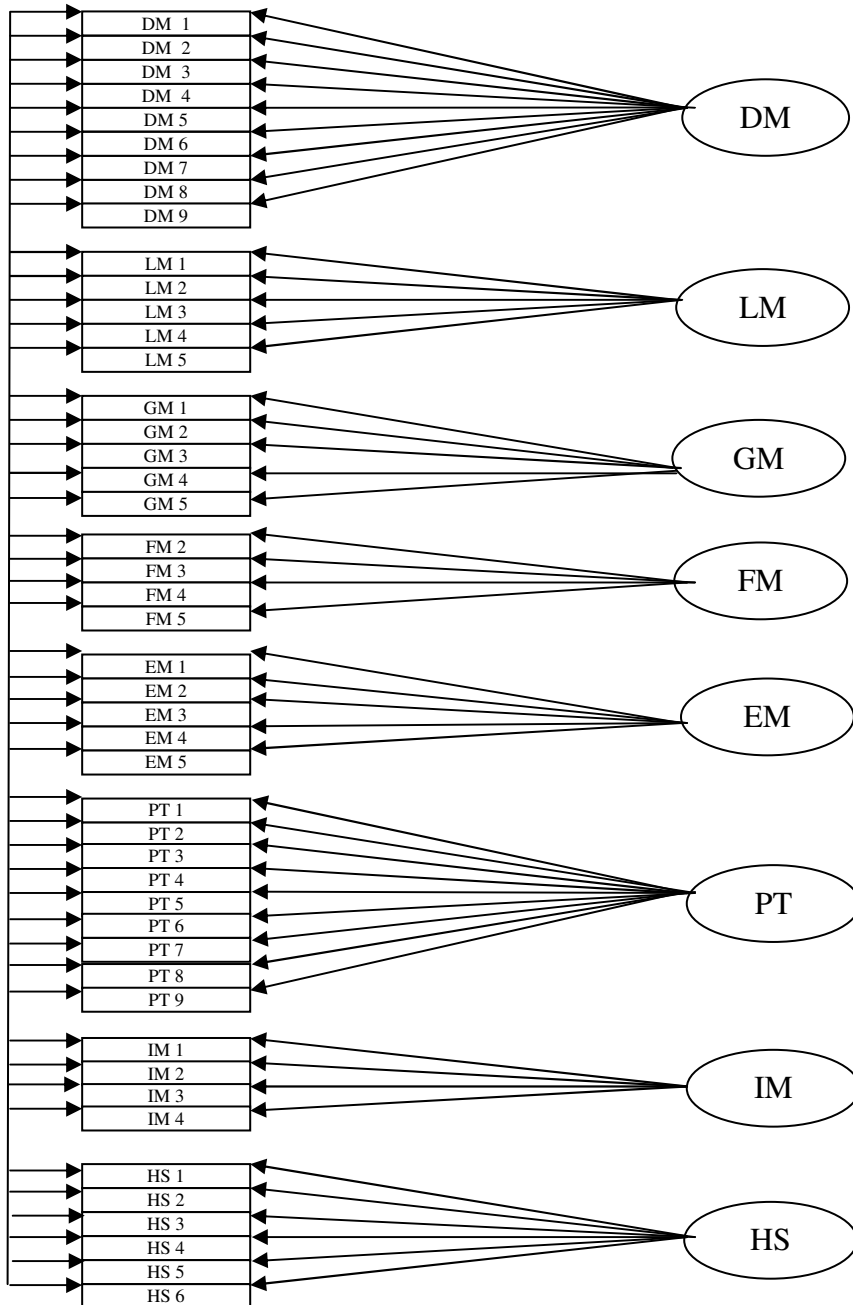 DM 1
DM 2
DM 3
DM 4
DM 5
DM 6
DM 7
DM 8
DM 9
DM
LM 1
LM 2
LM 3
LM 4
LM 5
LM
GM 1
GM 2
GM 3
GM 4
GM 5
GM
FM 2
FM 3
FM 4
FM 5
FM
EM 1
EM 2
EM 3
EM 4
EM 5
EM
PT 1
PT 2
PT 3
PT 4
PT 5
PT 6
PT 7
PT 8
PT 9
PT
IM 1
IM 2
IM 3
IM 4
IM
HS 1
HS 2
HS 3
HS 4
HS 5
HS 6
HS